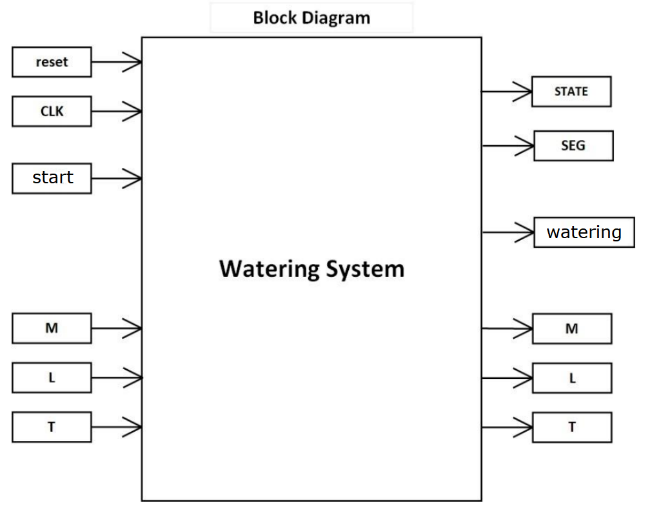 Block Diagram
reset
CLK
start
M
L
T
Watering System
STATE
SEG
watering
M
L
T